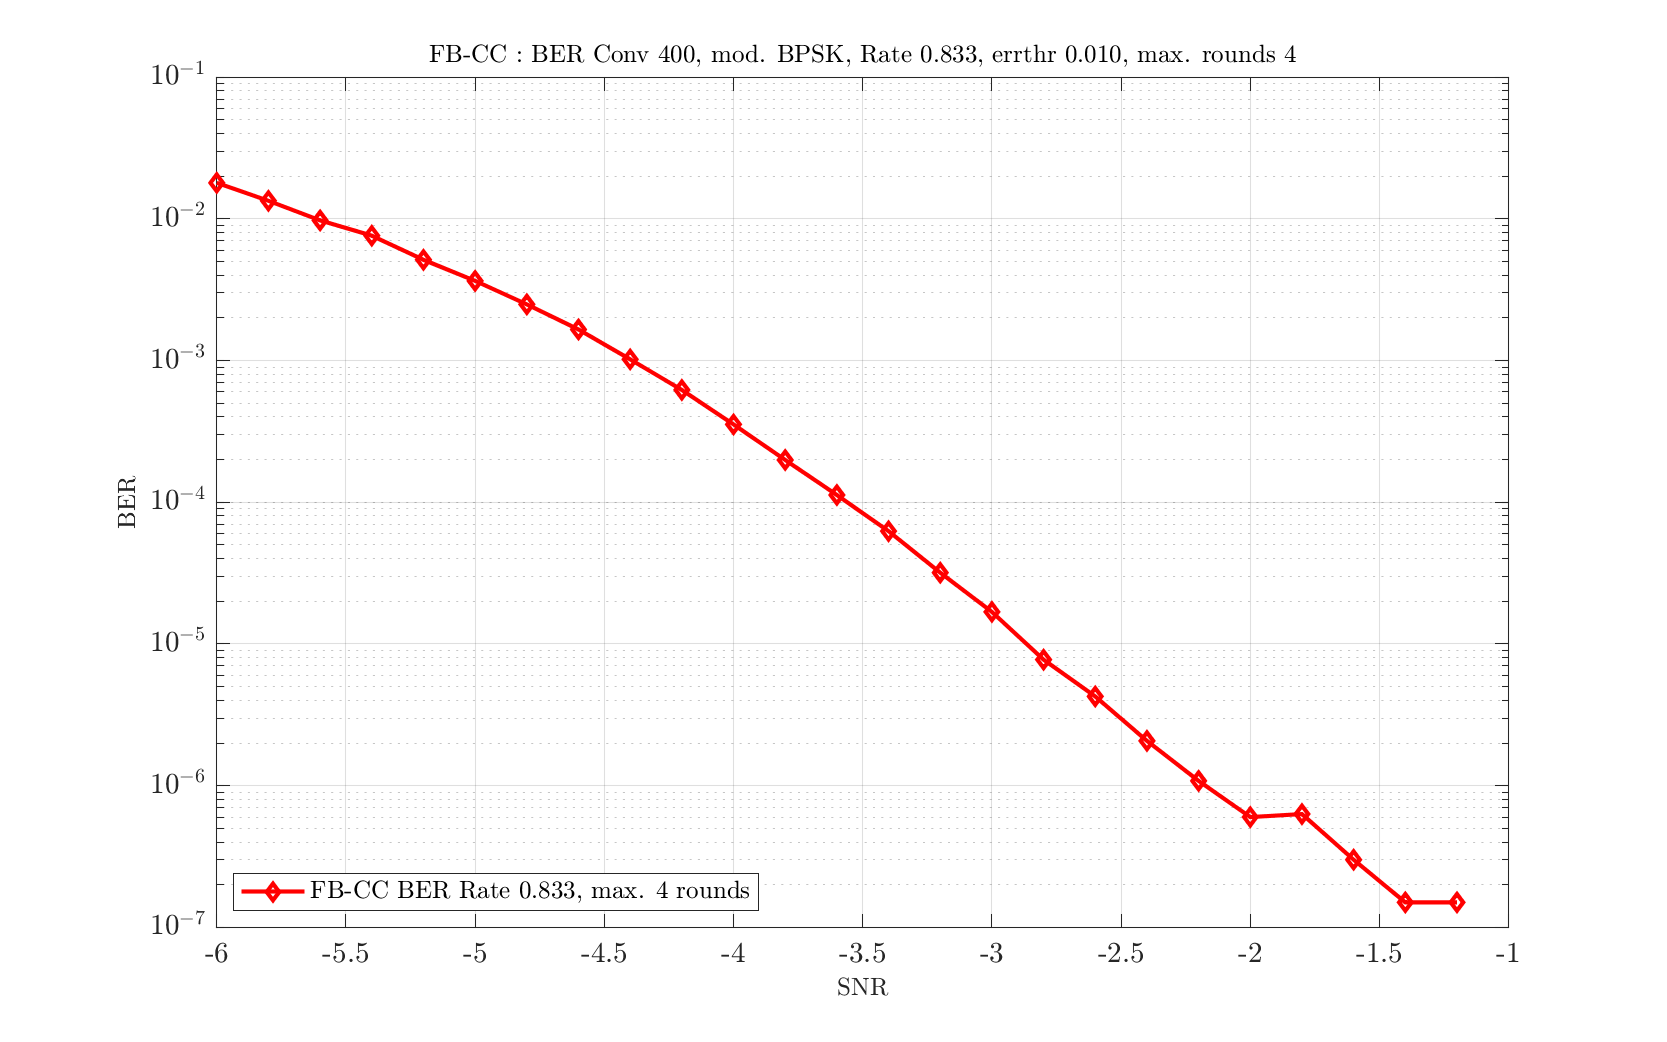 FB-CC : BER Conv 400, mod. BPSK, Rate 0.833, errthr 0.010, max. rounds 4
10⁻¹
10⁻²
10⁻³
10⁻⁴
10⁻⁵
10⁻⁶
10⁻⁷
BER
FB-CC BER Rate 0.833, max. 4 rounds
-6 -5.5 -5 -4.5 -4 -3.5 -3 -2.5 -2 -1.5 -1
SNR